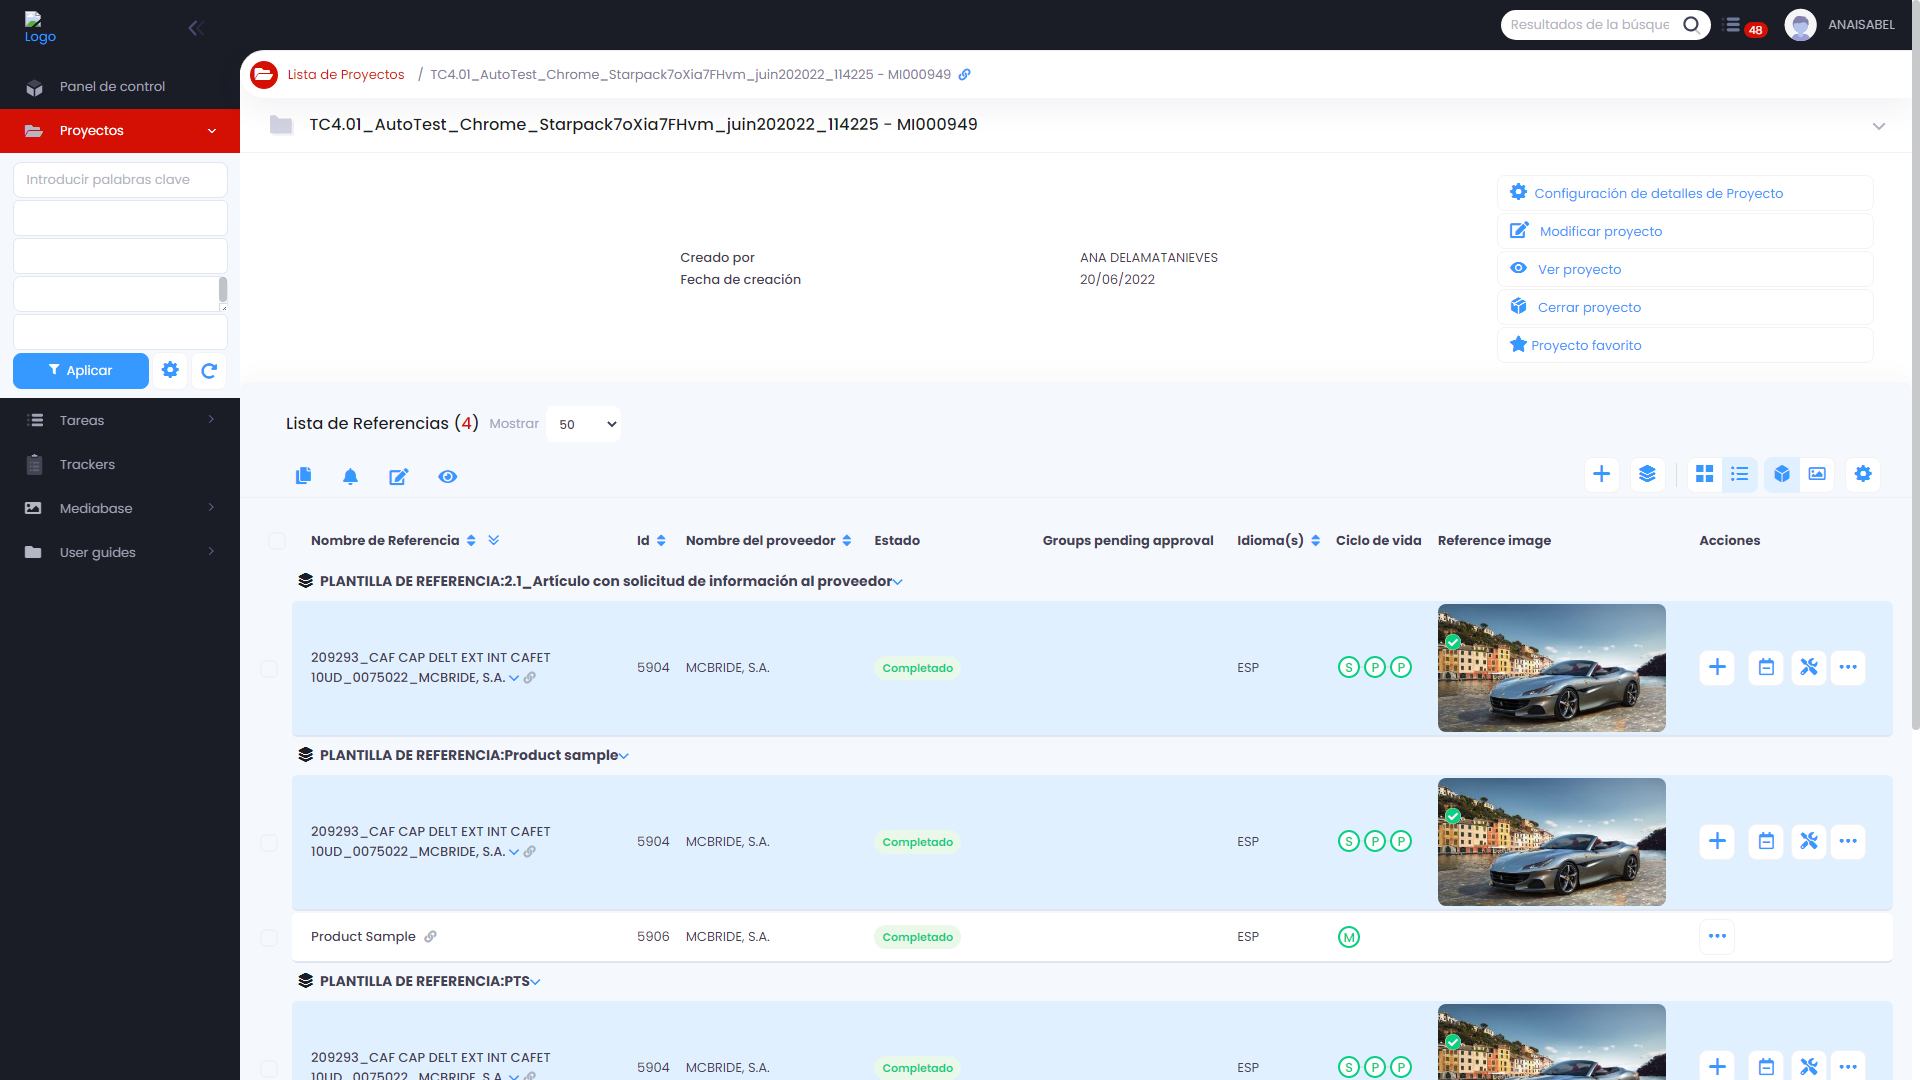 Logo
Resultados de la búsque
48
ANAISABEL
Panel de control
Proyectos
Introducir palabras clave
Aplicar
Tareas
Trackers
Mediabase
User guides
Lista de Proyectos / TC4.01_AutoTest_Chrome_Starpack7oXia7FHvm_juin202022_114225 - MI000949
TC4.01_AutoTest_Chrome_Starpack7oXia7FHvm_juin202022_114225 - MI000949
Creado por ANA DELAMATANIEVES
Fecha de creación 20/06/2022
Configuración de detalles de Proyecto
Modificar proyecto
Ver proyecto
Cerrar proyecto
Proyecto favorito
Lista de Referencias (4) Mostrar 50
Nombre de Referencia Id Nombre del proveedor Estado Groups pending approval Idioma(s) Ciclo de vida Reference image Acciones
PLANTILLA DE REFERENCIA:2.1_Artículo con solicitud de información al proveedor
209293_CAF CAP DELT EXT INT CAFET
10UD_0075022_MCBRIDE, S.A. 5904 MCBRIDE, S.A. Completado ESP S P P
PLANTILLA DE REFERENCIA:Product sample
209293_CAF CAP DELT EXT INT CAFET
10UD_0075022_MCBRIDE, S.A. 5904 MCBRIDE, S.A. Completado ESP S P P
Product Sample 5906 MCBRIDE, S.A. Completado ESP M
PLANTILLA DE REFERENCIA:PTS
209293_CAF CAP DELT EXT INT CAFET
10UD_0075022_MCBRIDE, S.A. 5904 MCBRIDE, S.A. Completado ESP S P P